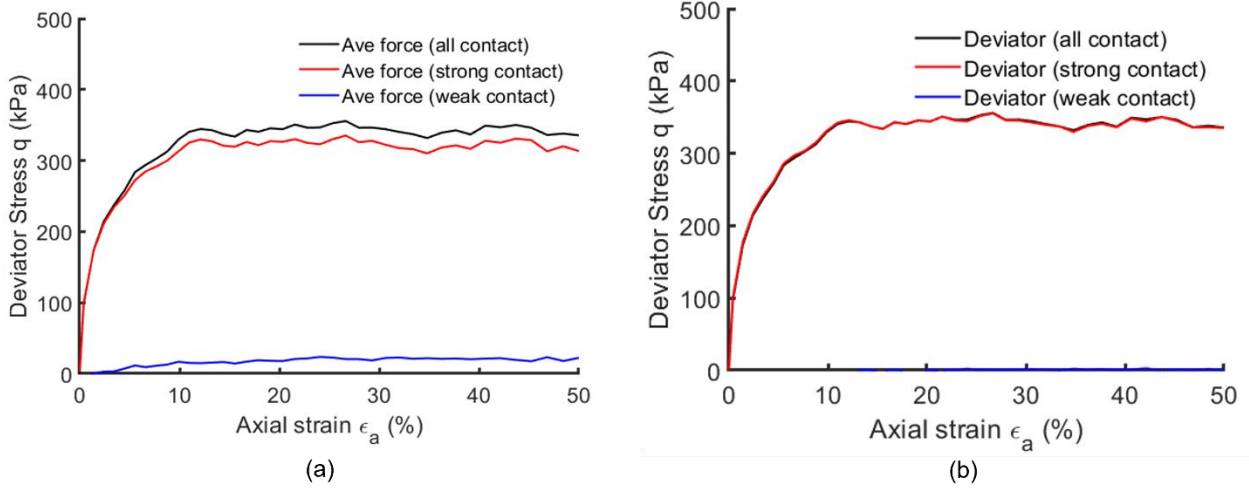 500
400
300
200
100
0
Deviator Stress q (kPa)
Ave force (all contact)
Ave force (strong contact)
Ave force (weak contact)
0 10 20 30 40 50
Axial strain ϵa (%)
(a)
500
400
300
200
100
0
Deviator Stress q (kPa)
Deviator (all contact)
Deviator (strong contact)
Deviator (weak contact)
0 10 20 30 40 50
Axial strain ϵa (%)
(b)